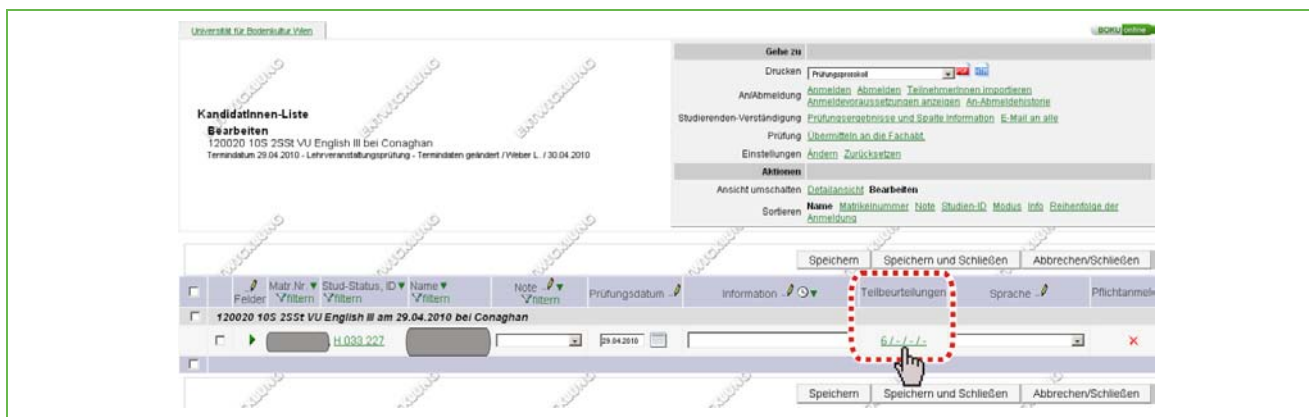 Universität für Bodenkultur Wien
BOKU online
KandidatInnen-Liste
Bearbeiten
120020 10S 2SSt VU English III bei Conaghan
Termindatum 29.04.2010 - Lehrveranstaltungsprüfung - Termindaten geändert / Weber L. / 30.04.2010
Gehe zu
Drucken Prüfungsprotokoll
An/Abmeldung Anmelden Abmelden TeilnehmerInnen importieren
Anmeldevoraussetzungen anzeigen An-Abmeldehistorie
Studierenden-Verständigung Prüfungsergebnisse und Spalte Information E-Mail an alle
Prüfung Übermitteln an die Fachabt.
Einstellungen Ändern Zurücksetzen
Aktionen
Ansicht umschalten Detailansicht Bearbeiten
Sortieren Name Matrikelnummer Note Studien-ID Modus Info Reihenfolge der
Anmeldung
Speichern Speichern und Schließen Abbrechen/Schließen
Felder Matr.Nr. filtern Stud-Status, ID filtern Name filtern Note filtern Prüfungsdatum Information Teilbeurteilungen Sprache Pflichtanmel
120020 10S 2SSt VU English III am 29.04.2010 bei Conaghan
H 033 227 29.04.2010 6 / - / - / -
Speichern Speichern und Schließen Abbrechen/Schließen
ENTWICKLUNG